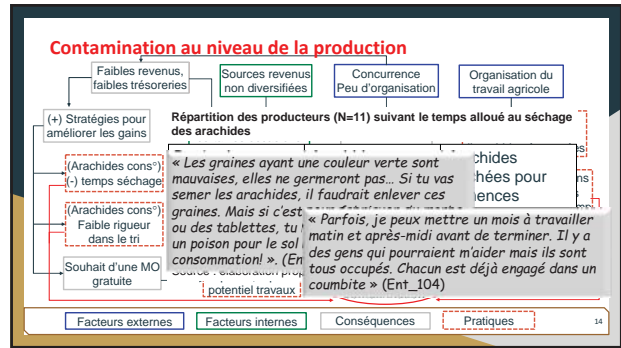 Contamination au niveau de la production
Faibles revenus,
faibles trésoreries
Sources revenus
non diversifiées
Concurrence
Peu d'organisation
Organisation du
travail agricole
(+) Stratégies pour
améliorer les gains
Répartition des producteurs (N=11) suivant le temps alloué au séchage
des arachides
(Arachides cons°)
(-) temps séchage
(Arachides cons°)
Faible rigueur
dans le tri
Souhait d'une MO
gratuite
« Les graines ayant une couleur verte sont
mauvaises, elles ne germeront pas... Si tu vas
semer les arachides, il faudrait enlever ces
graines. Mais si c'est
ou des tablettes, tu
un poison pour le sol
consommation! ». (En
« Parfois, je peux mettre un mois à travailler
matin et après-midi avant de terminer. Il y a
des gens qui pourraient m'aider mais ils sont
tous occupés. Chacun est déjà engagé dans un
coumbite » (Ent_104)
potentiel travaux
Facteurs externes
Facteurs internes
Conséquences
Pratiques
14